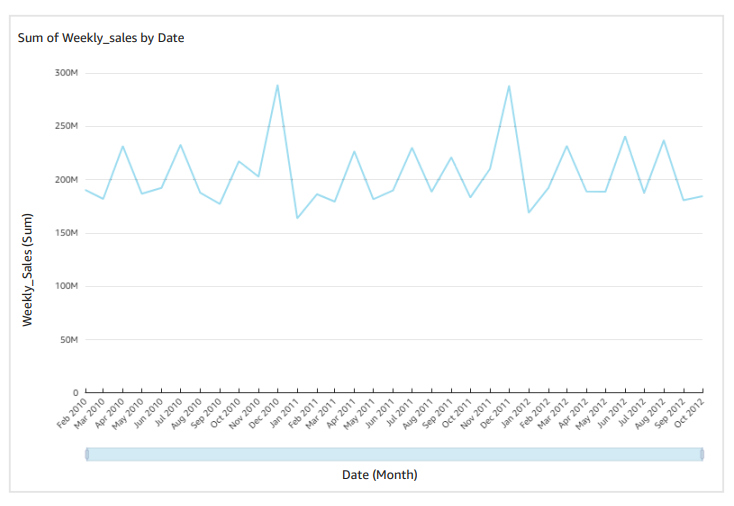 Sum of Weekly_sales by Date
300M
250M
200M
150M
100M
50M
0
Weekly_Sales (Sum)
Feb 2010
Mar 2010
Apr 2010
May 2010
Jun 2010
Jul 2010
Aug 2010
Sep 2010
Oct 2010
Nov 2010
Dec 2010
Jan 2011
Feb 2011
Mar 2011
Apr 2011
May 2011
Jun 2011
Jul 2011
Aug 2011
Sep 2011
Oct 2011
Nov 2011
Dec 2011
Jan 2012
Feb 2012
Mar 2012
Apr 2012
May 2012
Jun 2012
Jul 2012
Aug 2012
Sep 2012
Oct 2012
Date (Month)